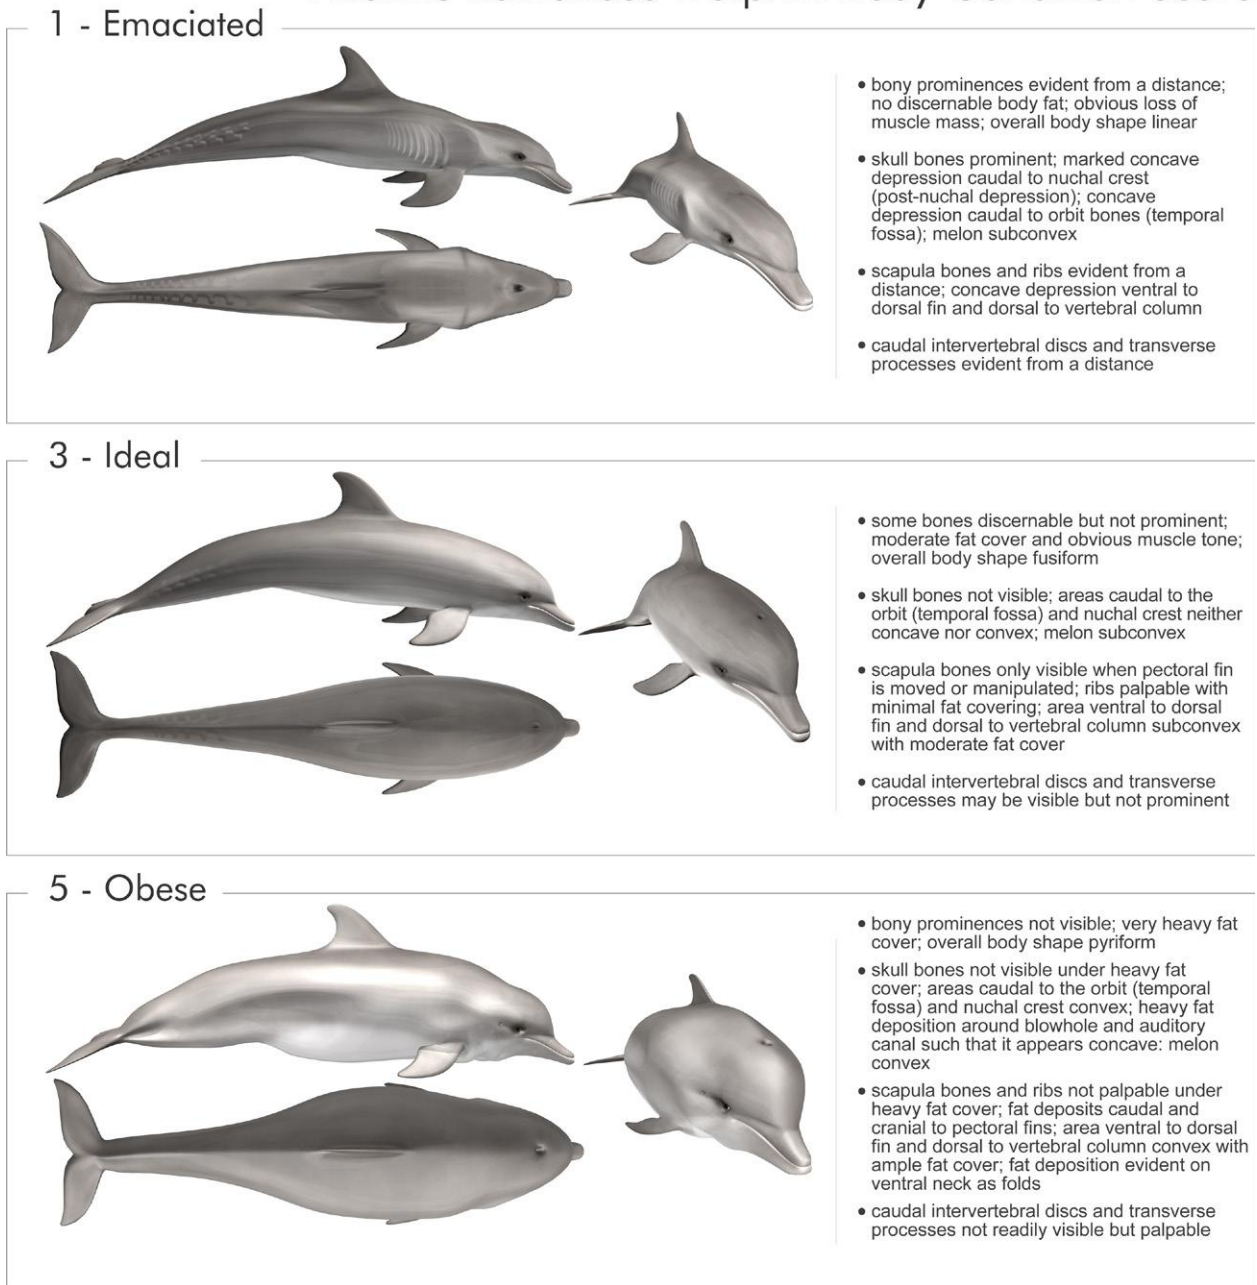 1 - Emaciated
• bony prominences evident from a distance;
no discernable body fat; obvious loss of
muscle mass; overall body shape linear
• skull bones prominent; marked concave
depression caudal to nuchal crest
(post-nuchal depression); concave
depression caudal to orbit bones (temporal
fossa); melon subconvex
• scapula bones and ribs evident from a
distance; concave depression ventral to
dorsal fin and dorsal to vertebral column
• caudal intervertebral discs and transverse
processes evident from a distance
3 - Ideal
• some bones discernable but not prominent;
moderate fat cover and obvious muscle tone;
overall body shape fusiform
• skull bones not visible; areas caudal to the
orbit (temporal fossa) and nuchal crest neither
concave nor convex; melon subconvex
• scapula bones only visible when pectoral fin
is moved or manipulated; ribs palpable with
minimal fat covering; area ventral to dorsal
fin and dorsal to vertebral column subconvex
with moderate fat cover
• caudal intervertebral discs and transverse
processes may be visible but not prominent
5 - Obese
• bony prominences not visible; very heavy fat
cover; overall body shape pyriform
• skull bones not visible under heavy fat
cover; areas caudal to the orbit (temporal
fossa) and nuchal crest convex; heavy fat
deposition around blowhole and auditory
canal such that it appears concave: melon
convex
• scapula bones and ribs not palpable under
heavy fat cover; fat deposits caudal and
cranial to pectoral fins; area ventral to dorsal
fin and dorsal to vertebral column convex with
ample fat cover; fat deposition evident on
ventral neck as folds
• caudal intervertebral discs and transverse
processes not readily visible but palpable